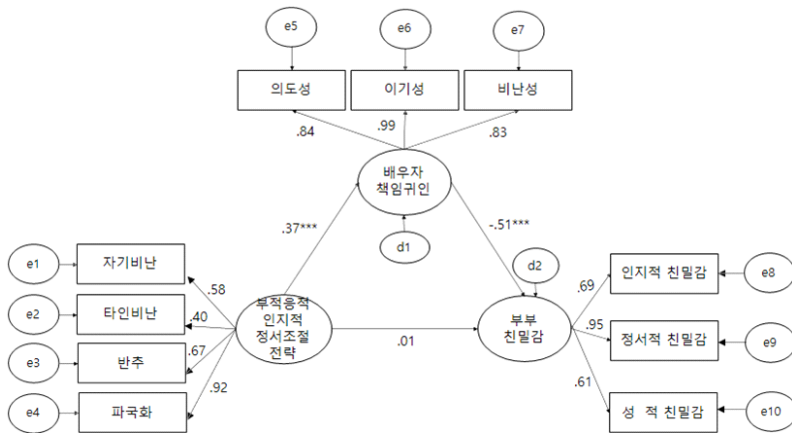 e5
e6
e7
의도성
이기성
비난성
.84
.99
.83
배우자
책임귀인
.37***
-.51***
d1
d2
e1
자기비난
.58
e2
타인비난
.40
e3
반추
.67
e4
파국화
.92
부적응적
인지적
정서조절
전략
.01
부부
친밀감
.69
인지적 친밀감
e8
.95
정서적 친밀감
e9
.61
성 적 친밀감
e10